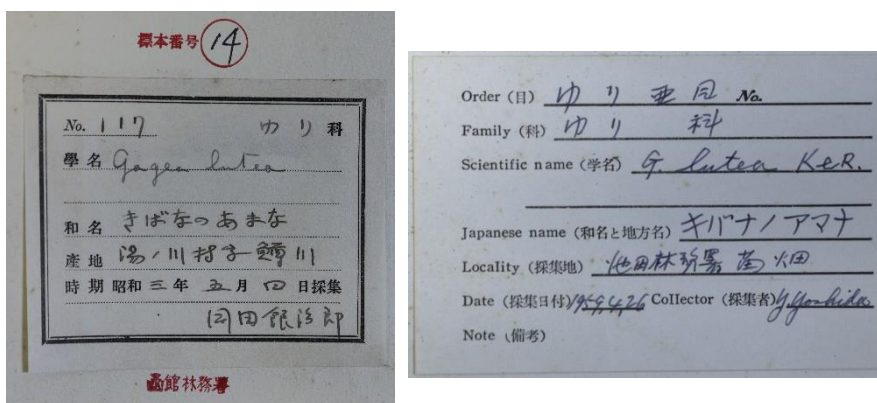 標本番号 14
No. 117 ゆり科
學名 Gagea lutea
和名 きばなのあまな
產地 湯ノ川村字鱒川
時期 昭和三年五月四日採集
岡田銀治郎
函館林務署
Order (目) ゆり亜目 No.
Family (科) ゆり科
Scientific name (学名) G. lutea Ker.
Japanese name (和名と地方名) キバナノアマナ
Locality (採集地) 池田林務署苗畑
Date (採集日付) 1959,4,26 Collector (採集者) Y. Yoshida
Note (備考)